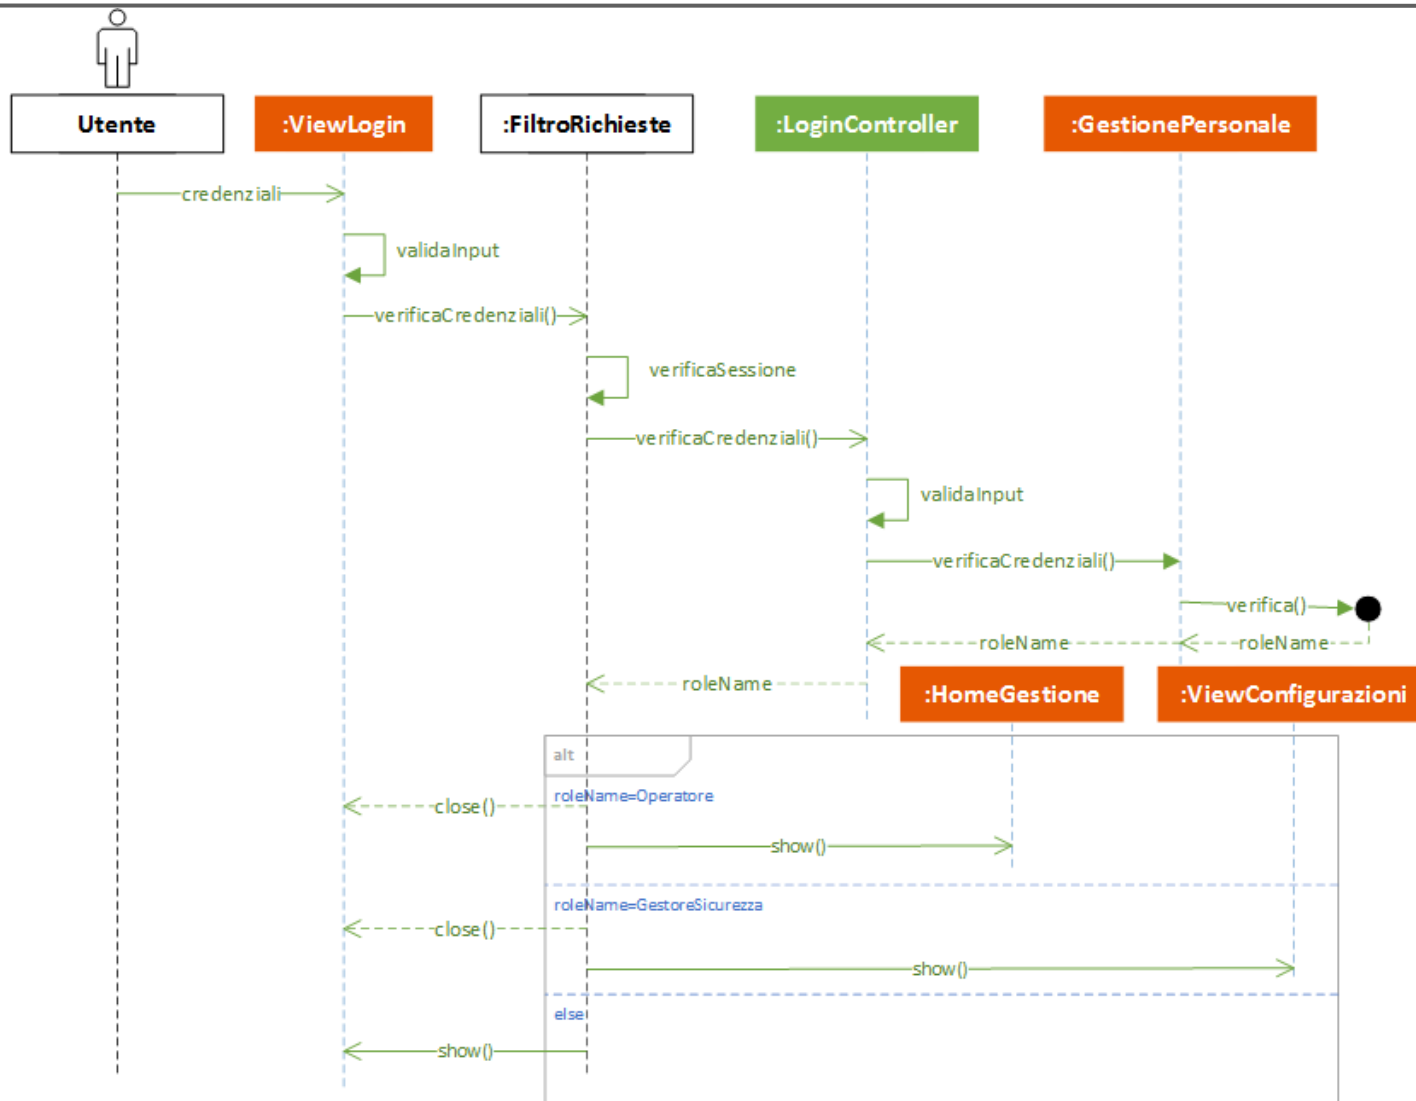 Utente
:ViewLogin
:FiltroRichieste
:LoginController
:GestionePersonale
credenziali
validaInput
verificaCredenziali()
verificaSessione
verificaCredenziali()
validaInput
verificaCredenziali()
verifica()
roleName
roleName
roleName
:HomeGestione
:ViewConfigurazioni
alt
roleName=Operatore
close()
show()
roleName=GestoreSicurezza
close()
show()
else
show()